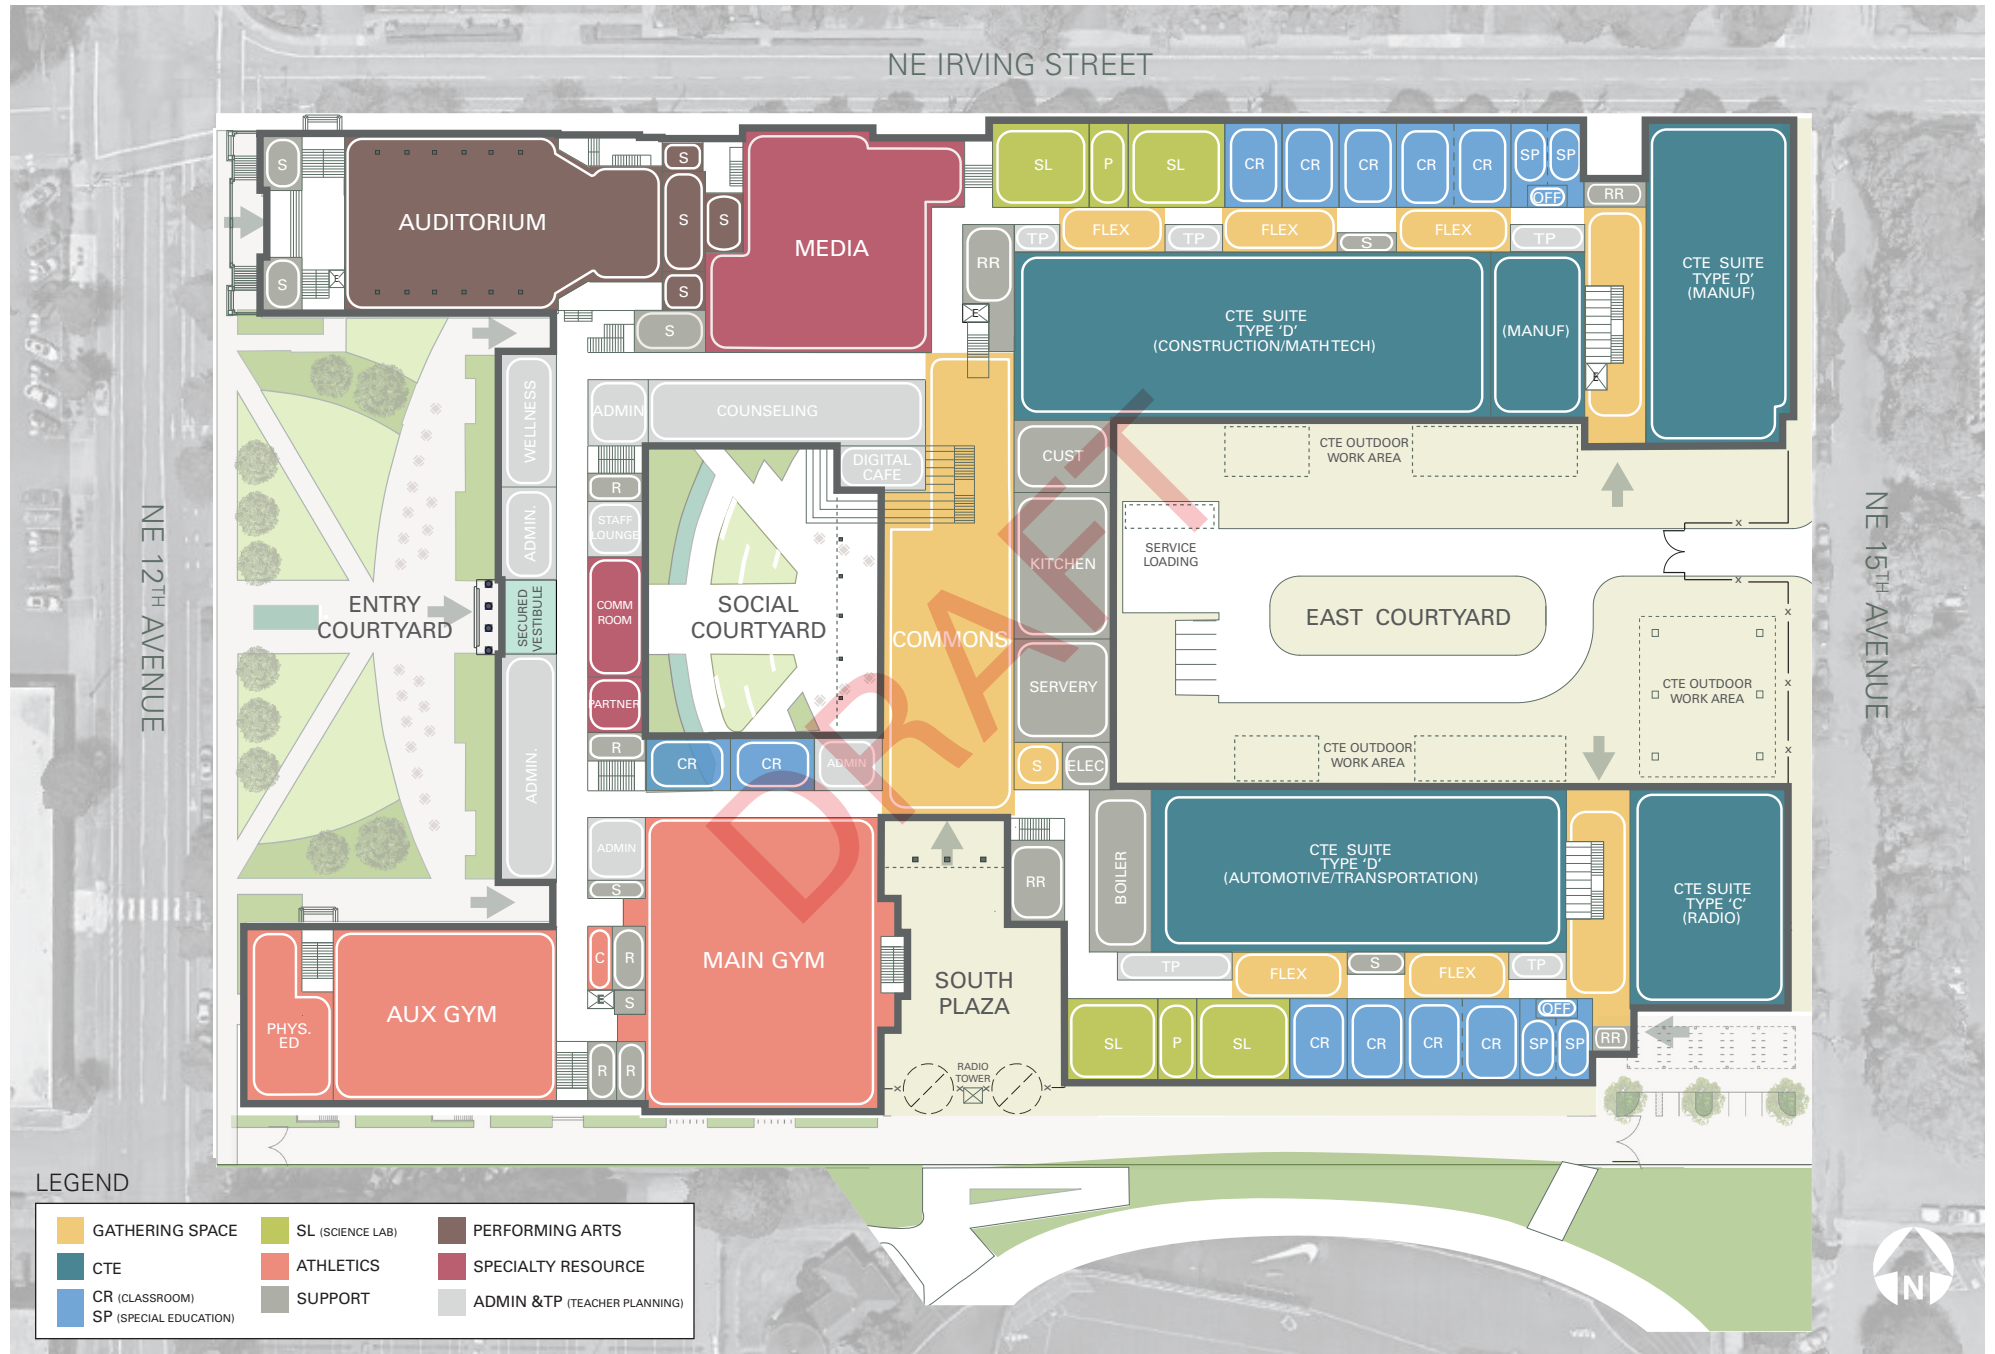 NE IRVING STREET
S
AUDITORIUM
S
E
S
S
S
S
S
MEDIA
SL
P
SL
CR
CR
CR
CR
CR
SP
SP
OFF
RR
TP
FLEX
TP
FLEX
S
FLEX
TP
RR
E
CTE SUITE
TYPE ‘D’
(CONSTRUCTION/MATH TECH)
(MANUF)
E
CTE SUITE
TYPE ‘D’
(MANUF)
WELLNESS
ADMIN
COUNSELING
DIGITAL
CAFE
R
STAFF
LOUNGE
ADMIN.
CUST
CTE OUTDOOR
WORK AREA
NE 12TH AVENUE
ENTRY
COURTYARD
SECURED
VESTIBULE
COMM
ROOM
SOCIAL
COURTYARD
COMMONS
KITCHEN
SERVICE
LOADING
EAST COURTYARD
x
x
x
x
x
NE 15TH AVENUE
PARTNER
SERVERY
CTE OUTDOOR
WORK AREA
ADMIN.
R
CR
CR
ADMIN
S
ELEC
CTE OUTDOOR
WORK AREA
DRAFT
ADMIN
S
MAIN GYM
C
R
E
S
R
R
PHYS.
ED
AUX GYM
RR
BOILER
CTE SUITE
TYPE ‘D’
(AUTOMOTIVE/TRANSPORTATION)
CTE SUITE
TYPE ‘C’
(RADIO)
TP
FLEX
S
FLEX
TP
SOUTH
PLAZA
RADIO
TOWER
x
x
x
x
SL
P
SL
CR
CR
CR
CR
OFF
SP
SP
RR
LEGEND
GATHERING SPACE
CTE
CR (CLASSROOM)
SP (SPECIAL EDUCATION)
SL (SCIENCE LAB)
ATHLETICS
SUPPORT
PERFORMING ARTS
SPECIALTY RESOURCE
ADMIN &TP (TEACHER PLANNING)
N